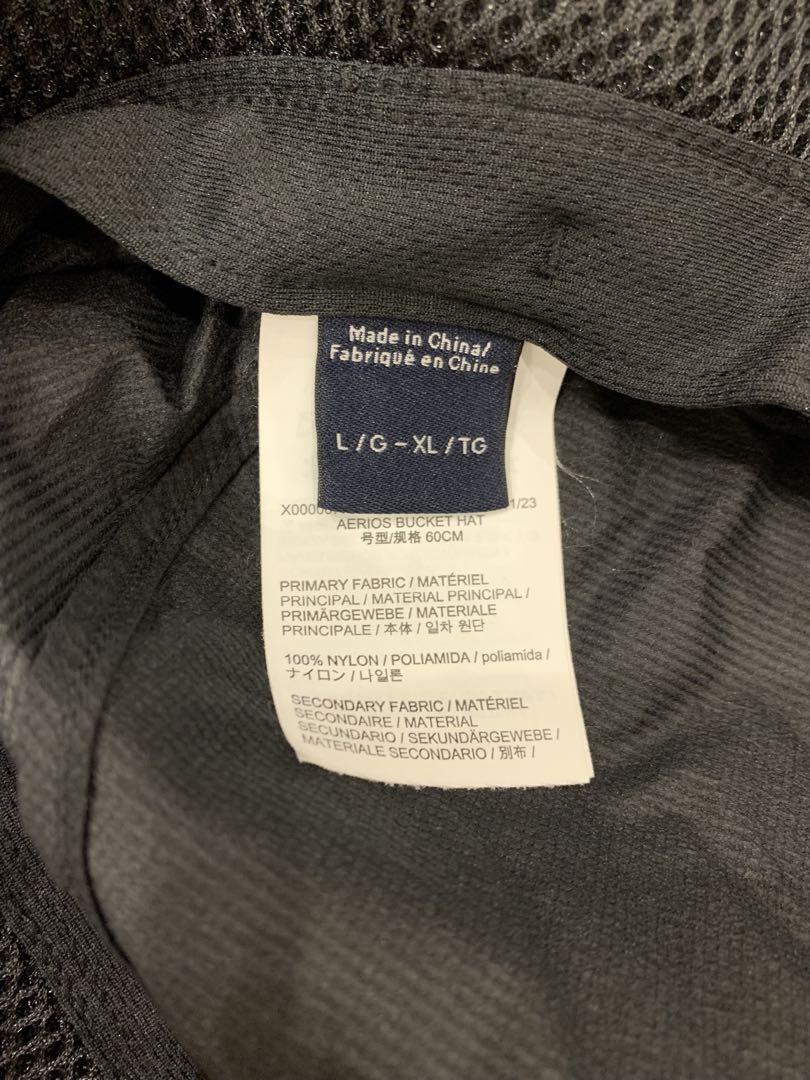 Made in China/
Fabriqué en Chine
L / G – XL / TG
1/23
AERIOS BUCKET HAT
号型/规格 60CM
PRIMARY FABRIC / MATÉRIEL
PRINCIPAL / MATERIAL PRINCIPAL /
PRIMÄRGEWEBE / MATERIALE
PRINCIPALE / 本体 / 일차 원단
100% NYLON / POLIAMIDA / poliamida /
ナイロン / 나일론
SECONDARY FABRIC / MATÉRIEL
SECONDAIRE / MATERIAL
SECUNDARIO / SEKUNDÄRGEWEBE /
MATERIALE SECONDARIO / 別布 /